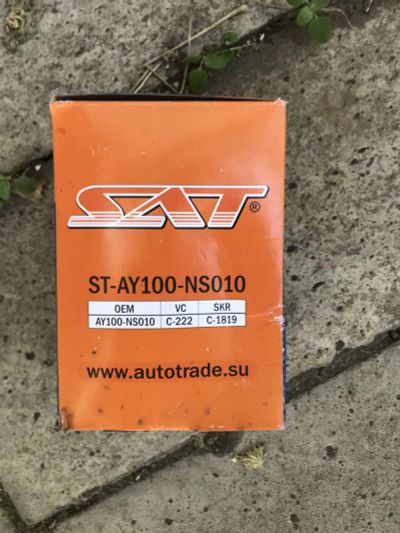 SAT®
ST-AY100-NS010
OEM VC SKR
AY100-NS010 C-222 C-1819
www.autotrade.su